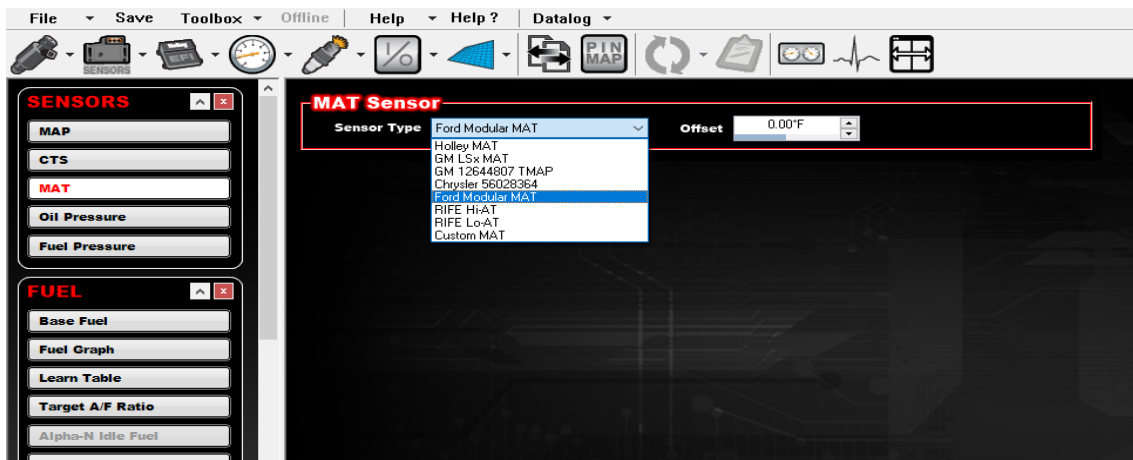 File Save Toolbox Offline Help Help ? Datalog
SENSORS Holley EFI I/O PIN MAP
SENSORS
MAP
CTS
MAT
Oil Pressure
Fuel Pressure
FUEL
Base Fuel
Fuel Graph
Learn Table
Target A/F Ratio
Alpha-N Idle Fuel
MAT Sensor
Sensor Type Ford Modular MAT Offset 0.00°F
Holley MAT
GM LSx MAT
GM 12644807 TMAP
Chrysler 56028364
Ford Modular MAT
RIFE Hi-AT
RIFE Lo-AT
Custom MAT